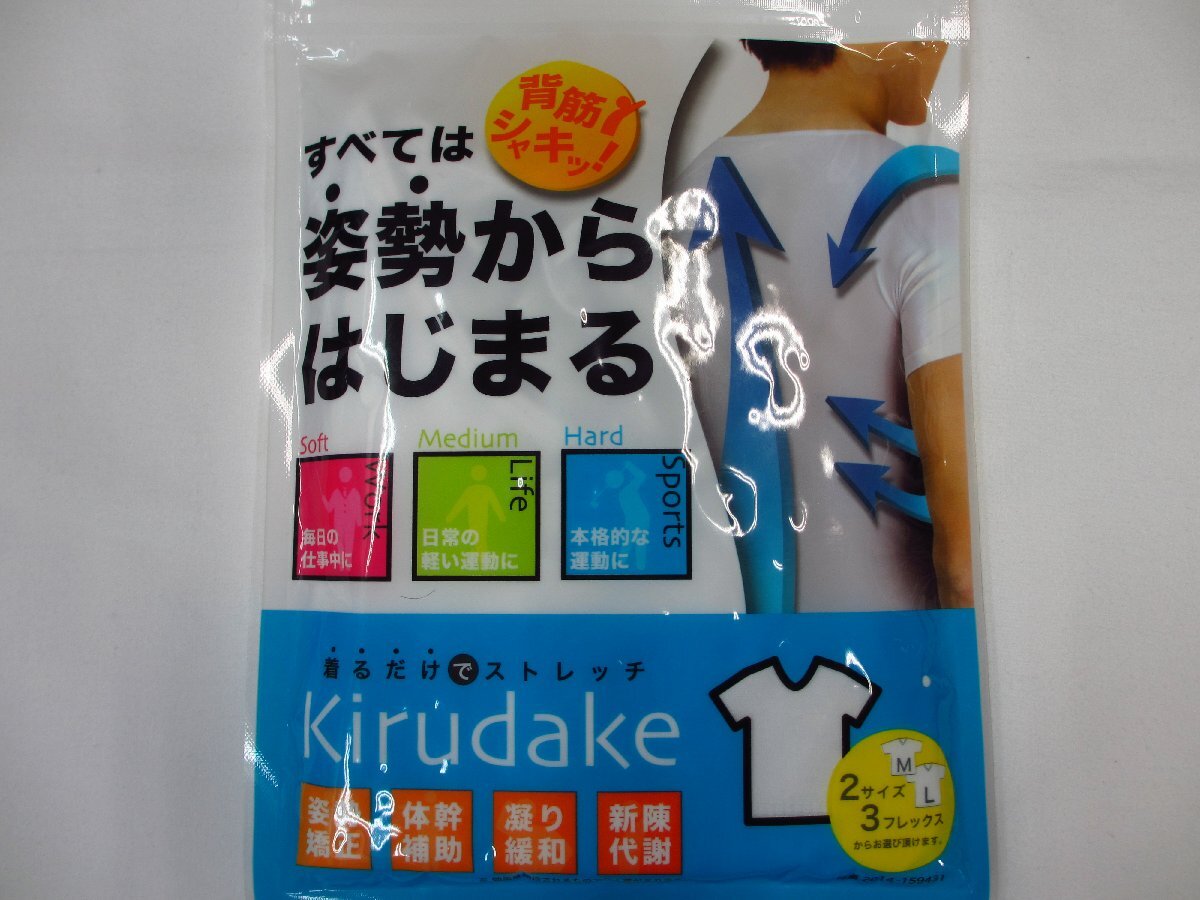 背筋
シャキッ!
すべては
姿勢から
はじまる
Soft
Work
毎日の
仕事中に
Medium
Life
日常の
軽い運動に
Hard
Sports
本格的な
運動に
着るだけでストレッチ
Kirudake
姿勢
矯正
体幹
補助
凝り
緩和
新陳
代謝
M
L
2サイズ
3フレックス
からお選び頂けます。